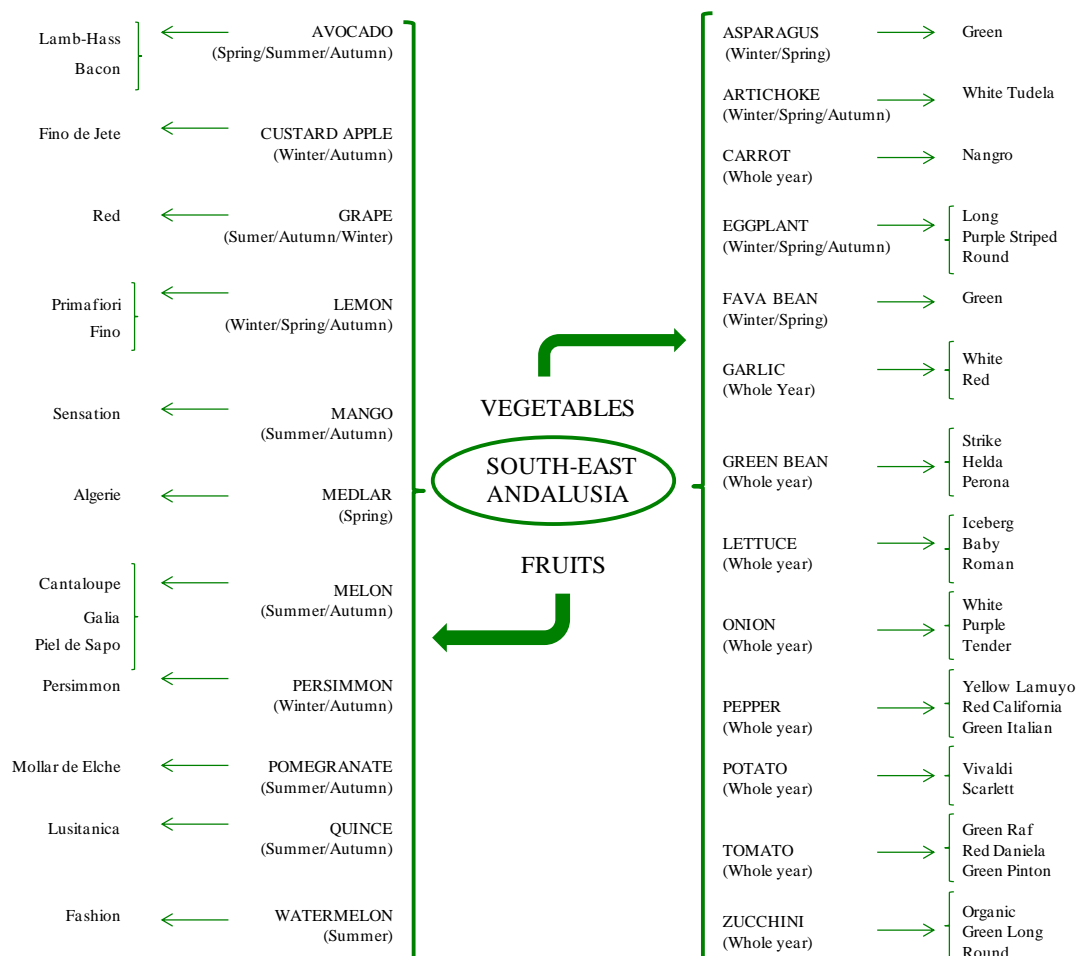 Lamb-Hass
Bacon
AVOCADO
(Spring/Summer/Autumn)
Fino de Jete
CUSTARD APPLE
(Winter/Autumn)
Red
GRAPE
(Sumer/Autumn/Winter)
Primafiori
Fino
LEMON
(Winter/Spring/Autumn)
Sensation
MANGO
(Summer/Autumn)
Algerie
MEDLAR
(Spring)
Cantaloupe
Galia
Piel de Sapo
MELON
(Summer/Autumn)
Persimmon
PERSIMMON
(Winter/Autumn)
Mollar de Elche
POMEGRANATE
(Summer/Autumn)
Lusitanica
QUINCE
(Summer/Autumn)
Fashion
WATERMELON
(Summer)
VEGETABLES
SOUTH-EAST
ANDALUSIA
FRUITS
ASPARAGUS
(Winter/Spring)
Green
ARTICHOKE
(Winter/Spring/Autumn)
White Tudela
CARROT
(Whole year)
Nangro
EGGPLANT
(Winter/Spring/Autumn)
Long
Purple Striped
Round
FAVA BEAN
(Winter/Spring)
Green
GARLIC
(Whole Year)
White
Red
GREEN BEAN
(Whole year)
Strike
Helda
Perona
LETTUCE
(Whole year)
Iceberg
Baby
Roman
ONION
(Whole year)
White
Purple
Tender
PEPPER
(Whole year)
Yellow Lamuyo
Red California
Green Italian
POTATO
(Whole year)
Vivaldi
Scarlett
TOMATO
(Whole year)
Green Raf
Red Daniela
Green Pinton
ZUCCHINI
(Whole year)
Organic
Green Long
Round